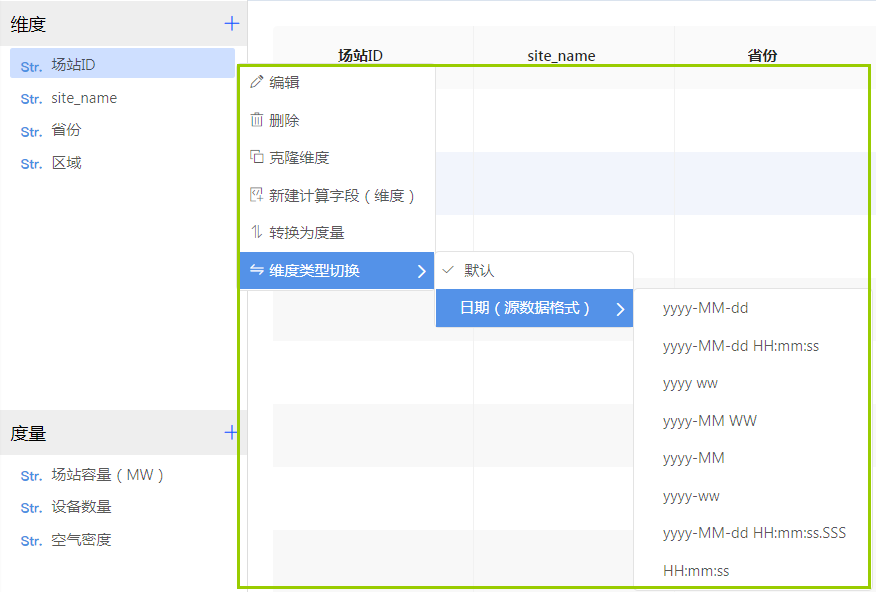 维度
Str. 场站ID
Str. site_name
Str. 省份
Str. 区域
度量
Str. 场站容量（MW）
Str. 设备数量
Str. 空气密度
场站ID site_name 省份
编辑
删除
克隆维度
新建计算字段（维度）
转换为度量
维度类型切换
默认
日期（源数据格式）
yyyy-MM-dd
yyyy-MM-dd HH:mm:ss
yyyy ww
yyyy-MM WW
yyyy-MM
yyyy-ww
yyyy-MM-dd HH:mm:ss.SSS
HH:mm:ss